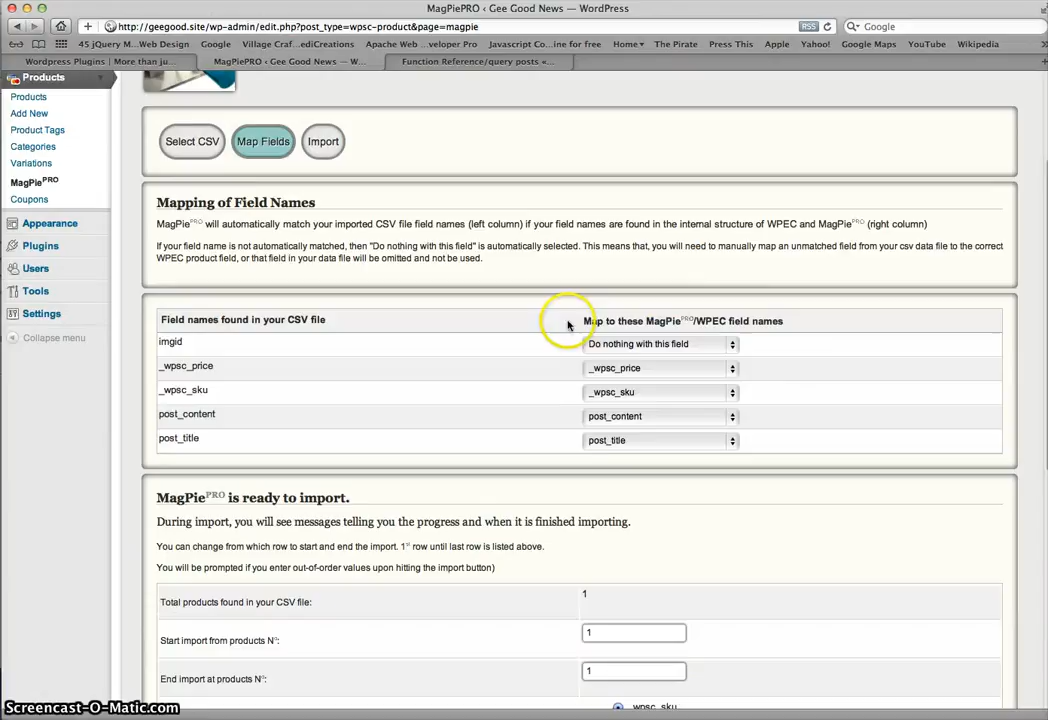 MagPiePRO ‹ Gee Good News — WordPress
http://geegood.site/wp-admin/edit.php?post_type=wpsc-product&page=magpie
RSS
Google
45 jQuery M...Web Design
Google
Village Craf...ediCreations
Apache Web ...veloper Pro
Javascript Co...ine for free
Home
The Pirate
Press This
Apple
Yahoo!
Google Maps
YouTube
Wikipedia
Wordpress Plugins | More than ju...
MagPiePRO ‹ Gee Good News — W...
Function Reference/query posts «...
Products
Products
Add New
Product Tags
Categories
Variations
MagPiePRO
Coupons
Appearance
Plugins
Users
Tools
Settings
Collapse menu
Select CSV
Map Fields
Import
Mapping of Field Names
MagPiePRO will automatically match your imported CSV file field names (left column) if your field names are found in the internal structure of WPEC and MagPiePRO (right column)
If your field name is not automatically matched, then "Do nothing with this field" is automatically selected. This means that, you will need to manually map an unmatched field from your csv data file to the correct
WPEC product field, or that field in your data file will be omitted and not be used.
Field names found in your CSV file
Map to these MagPiePRO/WPEC field names
imgid
Do nothing with this field
_wpsc_price
_wpsc_price
_wpsc_sku
_wpsc_sku
post_content
post_content
post_title
post_title
MagPiePRO is ready to import.
During import, you will see messages telling you the progress and when it is finished importing.
You can change from which row to start and end the import. 1st row until last row is listed above.
You will be prompted if you enter out-of-order values upon hitting the import button)
Total products found in your CSV file:
1
Start import from products N°:
1
End import at products N°:
1
_wpsc_sku
Screencast-O-Matic.com